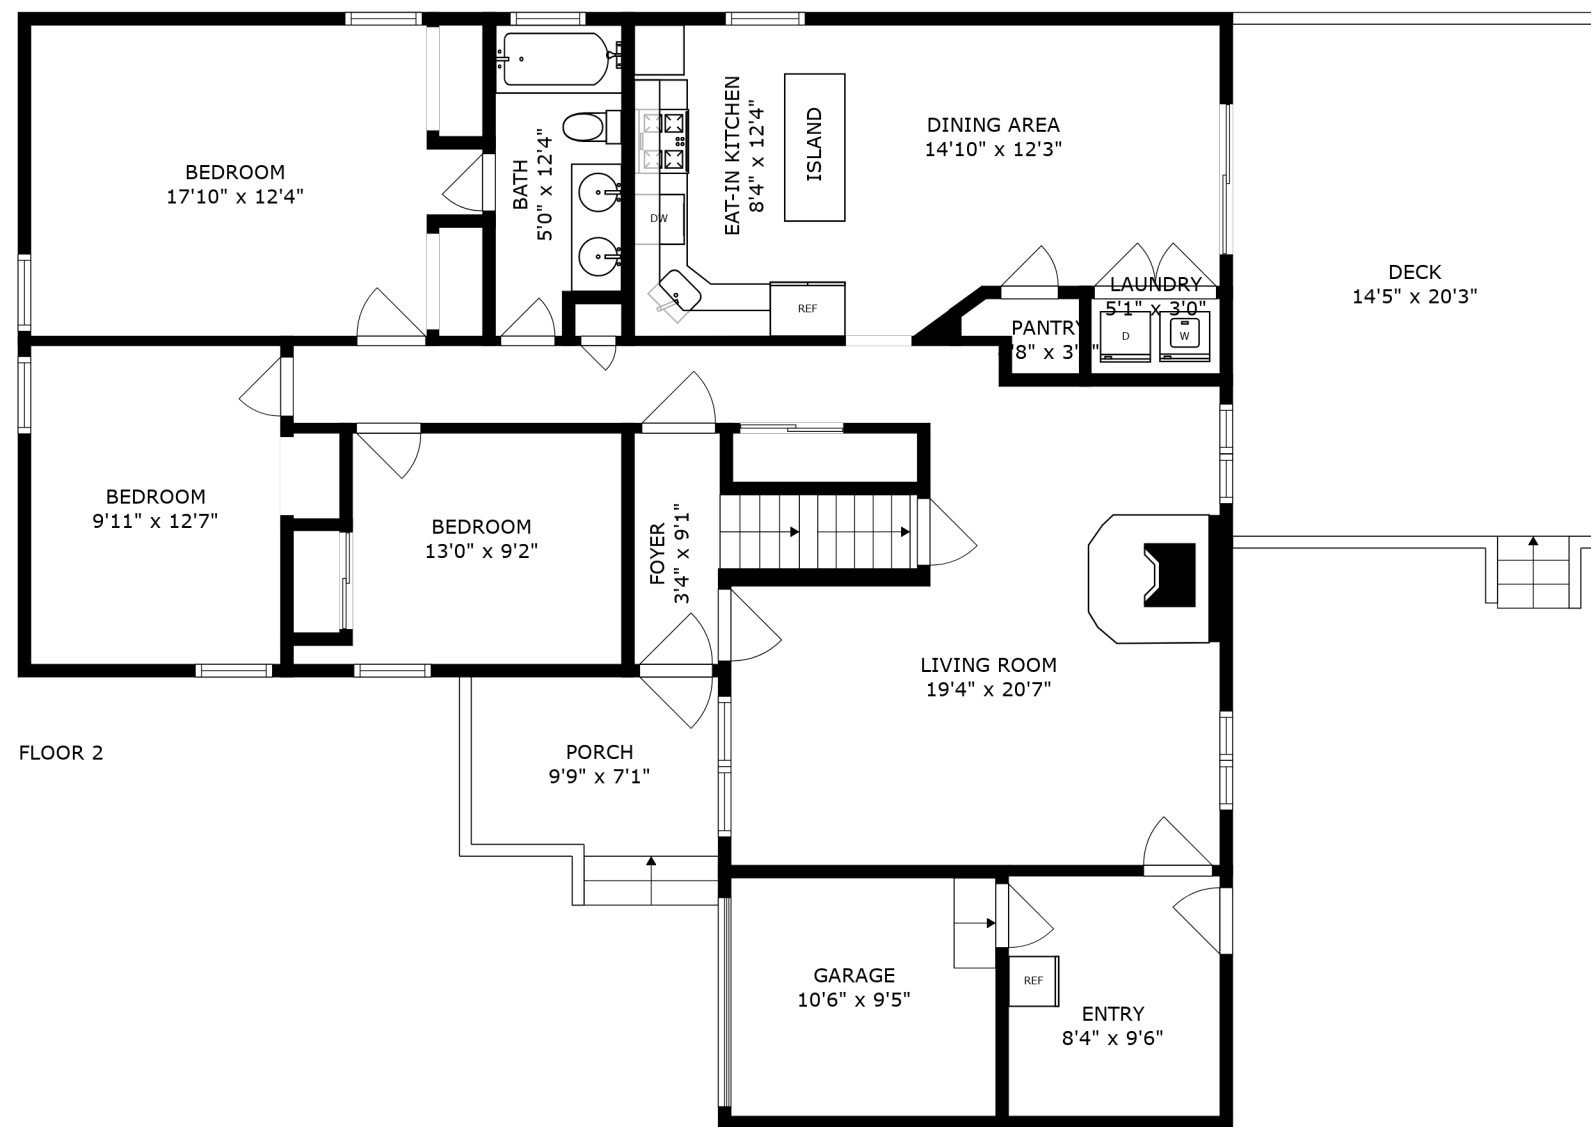 BEDROOM
17'10" x 12'4"
BATH
5'0" x 12'4"
EAT-IN KITCHEN
8'4" x 12'4"
ISLAND
DINING AREA
14'10" x 12'3"
DW
REF
LAUNDRY
5'1" x 3'0"
PANTRY
D
W
DECK
14'5" x 20'3"
BEDROOM
9'11" x 12'7"
BEDROOM
13'0" x 9'2"
FOYER
3'4" x 9'1"
LIVING ROOM
19'4" x 20'7"
FLOOR 2
PORCH
9'9" x 7'1"
GARAGE
10'6" x 9'5"
REF
ENTRY
8'4" x 9'6"